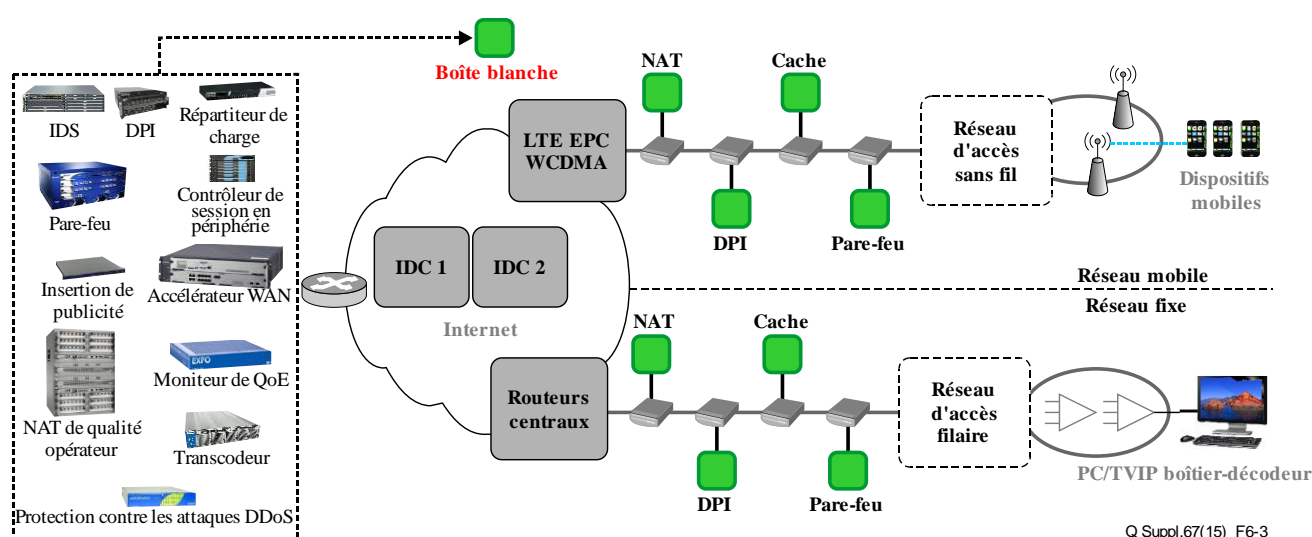 Boîte blanche
IDS
DPI
Répartiteur de
charge
Pare-feu
Contrôleur de
session en
périphérie
Insertion de
publicité
Accélérateur WAN
EXFO
Moniteur de QoE
NAT de qualité
opérateur
Transcodeur
Protection contre les attaques DDoS
LTE EPC
WCDMA
IDC 1
IDC 2
Internet
Routeurs
centraux
NAT
Cache
DPI
Pare-feu
Réseau
d'accès
sans fil
Dispositifs
mobiles
Réseau mobile
Réseau fixe
NAT
Cache
DPI
Pare-feu
Réseau
d'accès
filaire
PC/TVIP boîtier-décodeur
Q Suppl.67(15)_F6-3